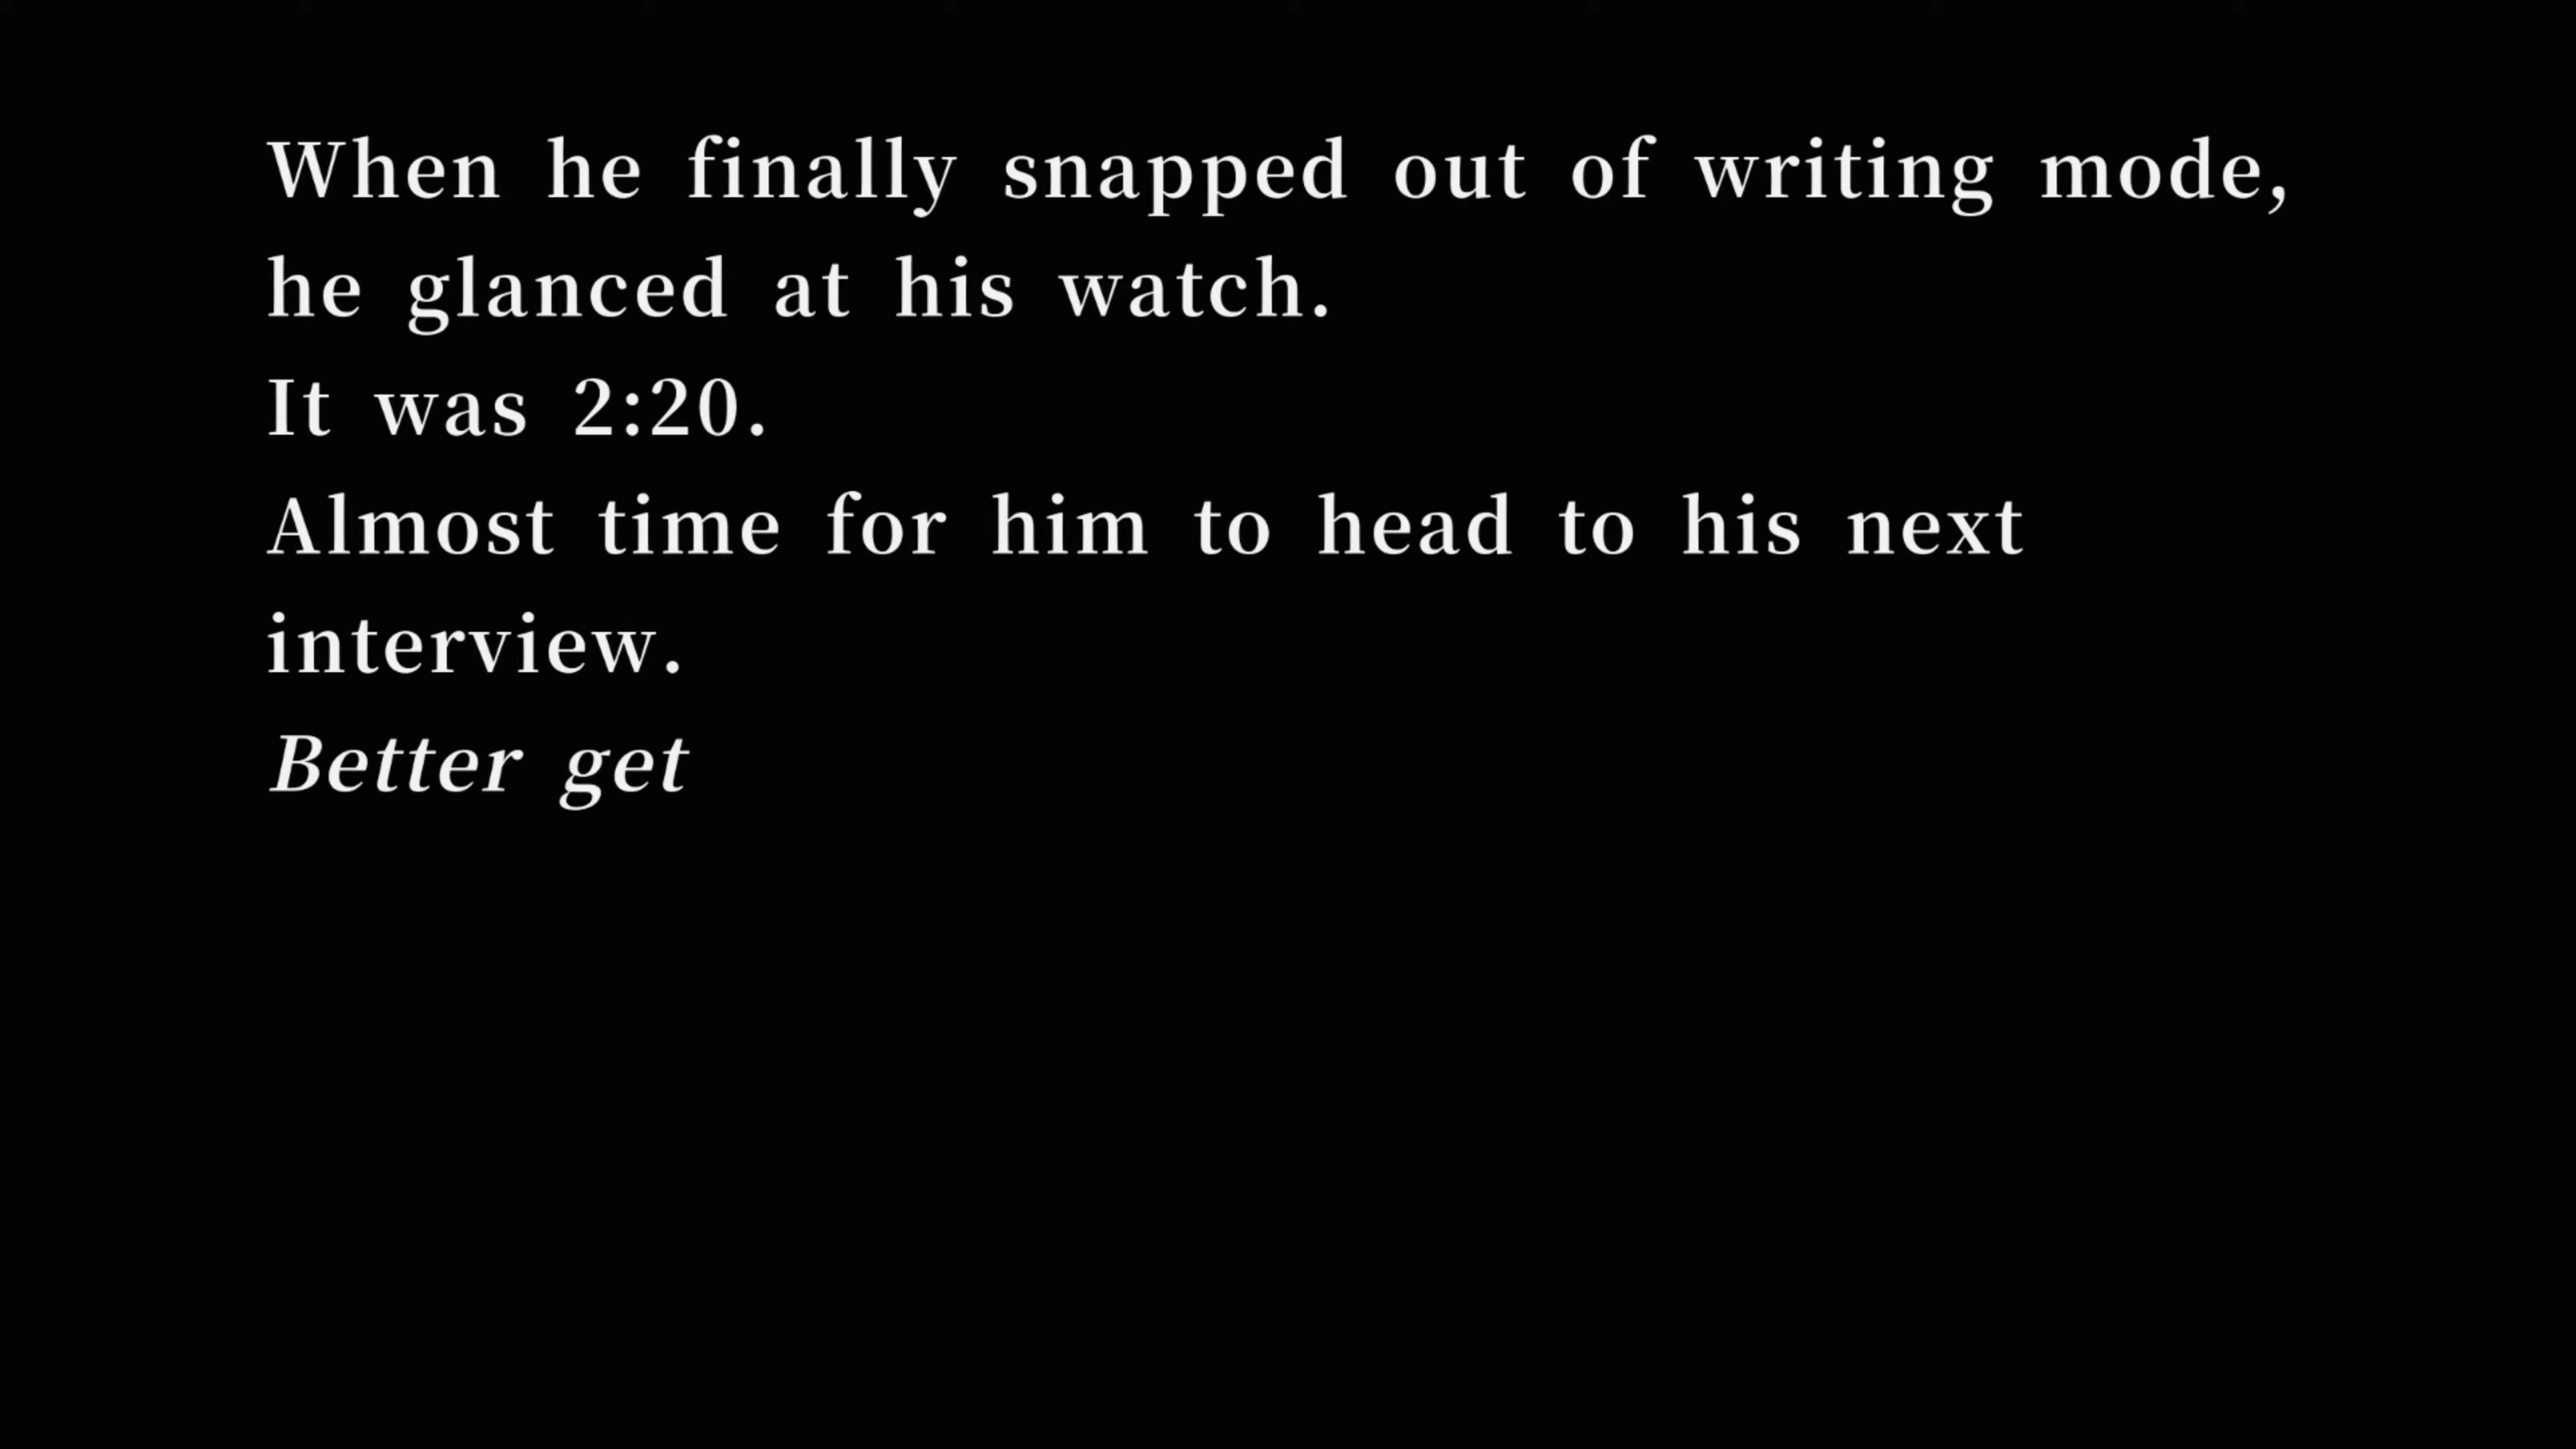 When he finally snapped out of writing mode,
he glanced at his watch.
It was 2:20.
Almost time for him to head to his next
interview.
Better get